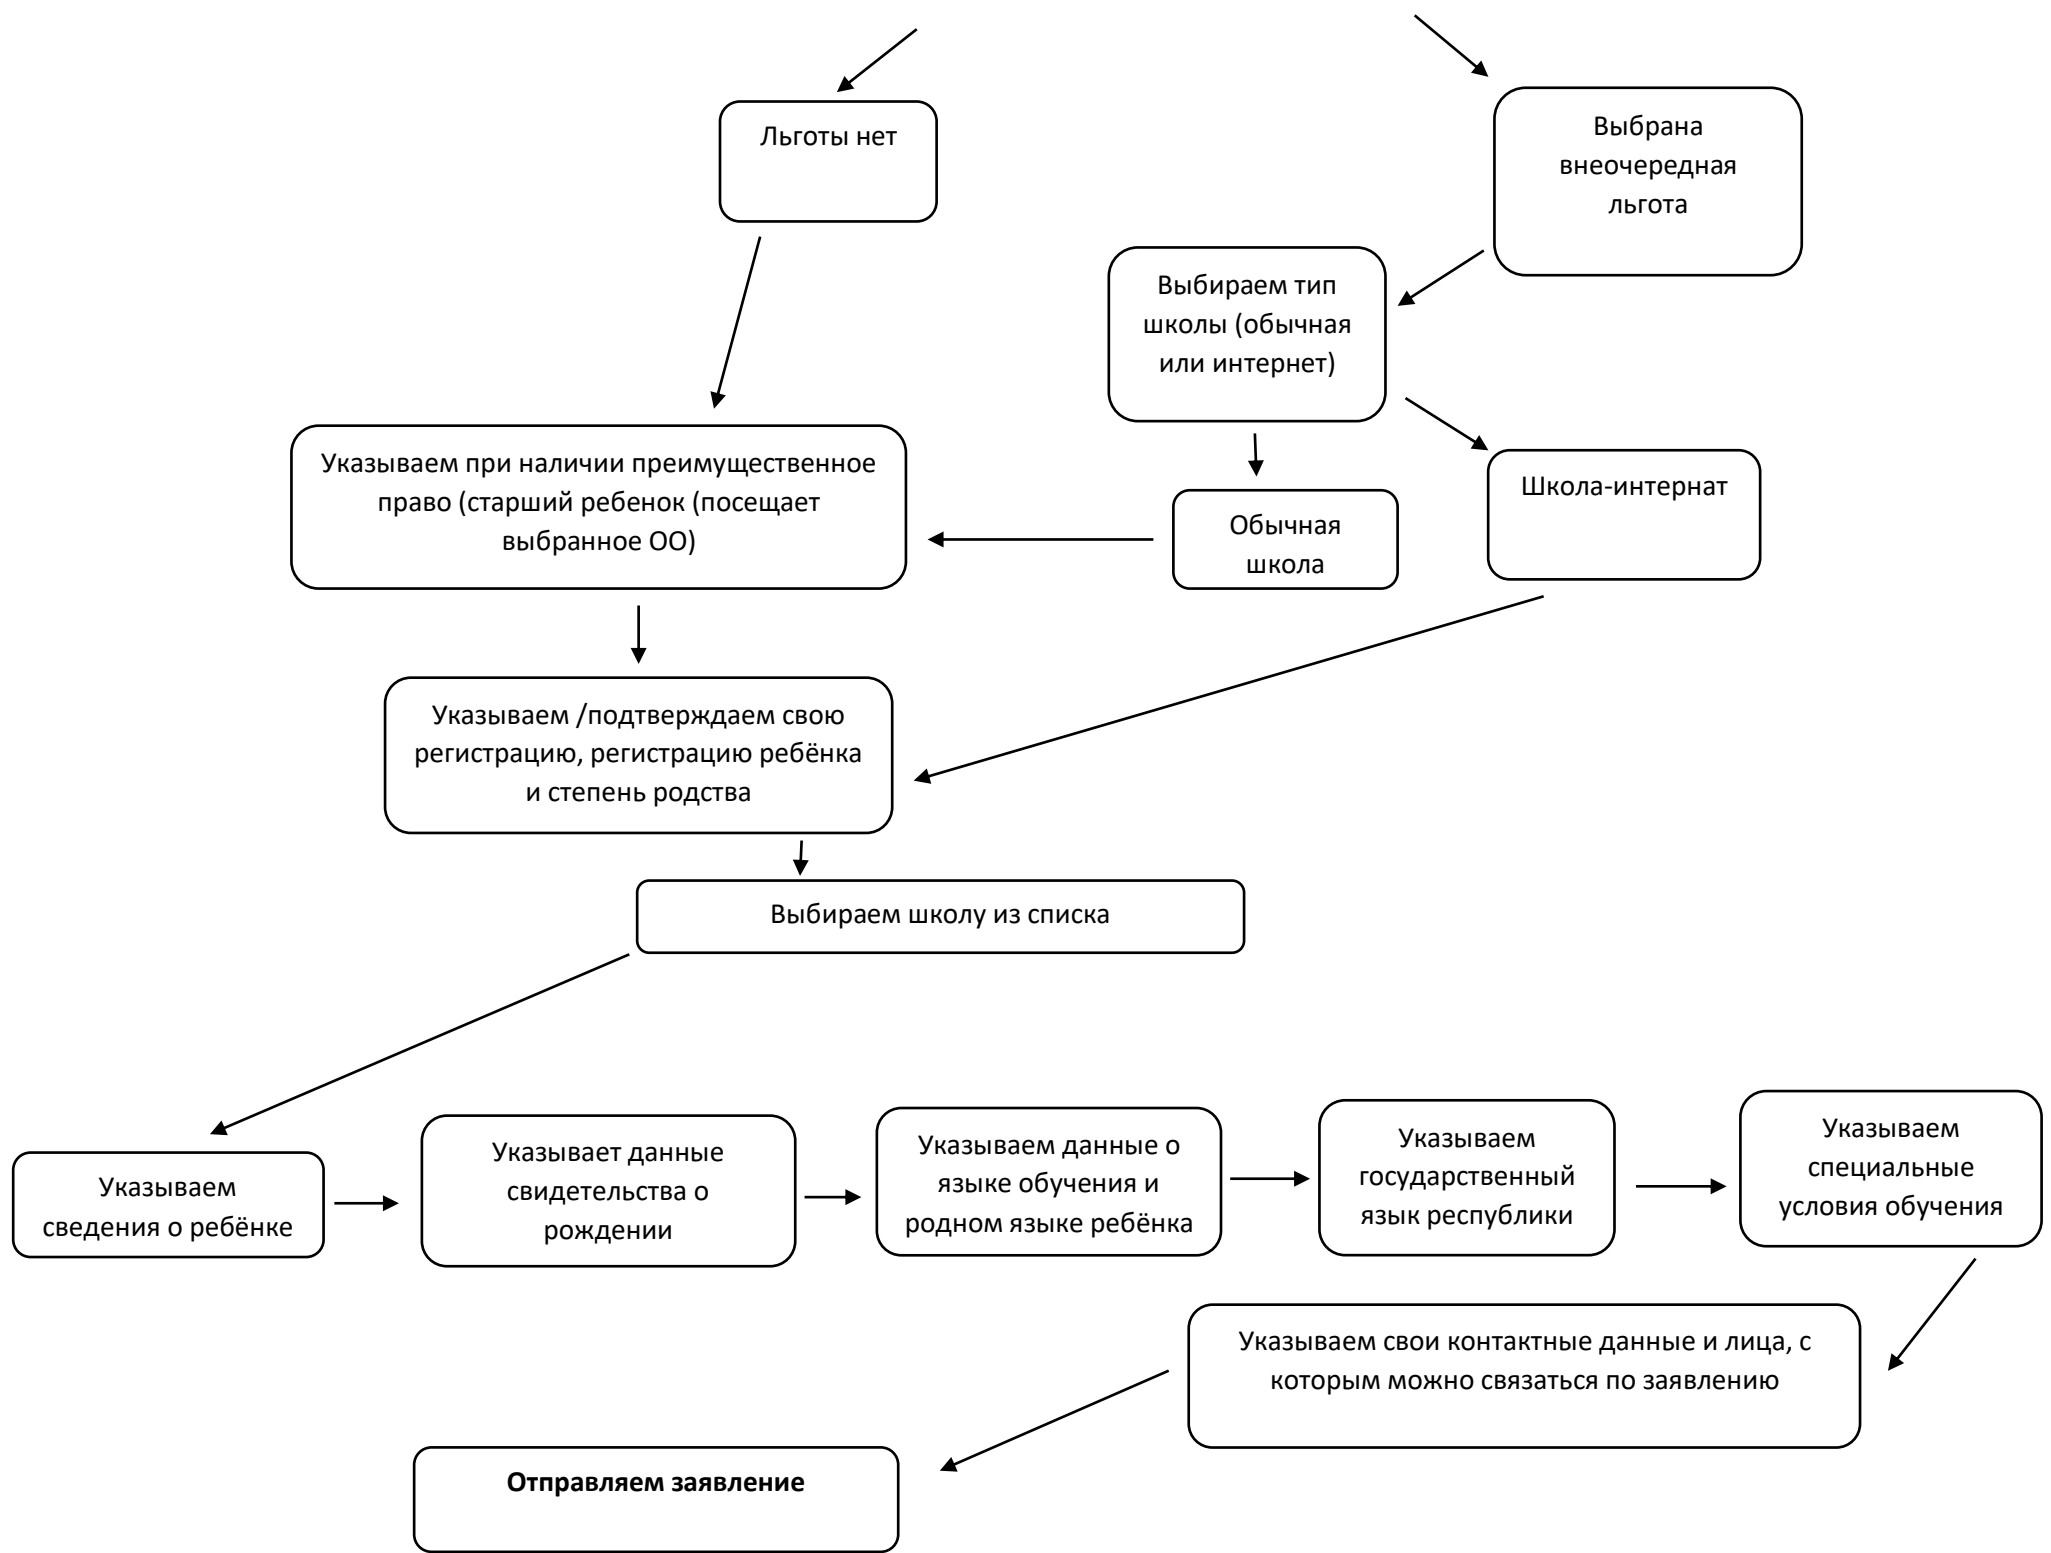 Льготы нет
Выбрана
внеочередная
льгота
Выбираем тип
школы (обычная
или интернет)
Указываем при наличии преимущественное
право (старший ребенок (посещает
выбранное ОО)
Обычная
школа
Школа-интернат
Указываем /подтверждаем свою
регистрацию, регистрацию ребёнка
и степень родства
Выбираем школу из списка
Указываем
сведения о ребёнке
Указывает данные
свидетельства о
рождении
Указываем данные о
языке обучения и
родном языке ребёнка
Указываем
государственный
язык республики
Указываем
специальные
условия обучения
Указываем свои контактные данные и лица, с
которым можно связаться по заявлению
Отправляем заявление